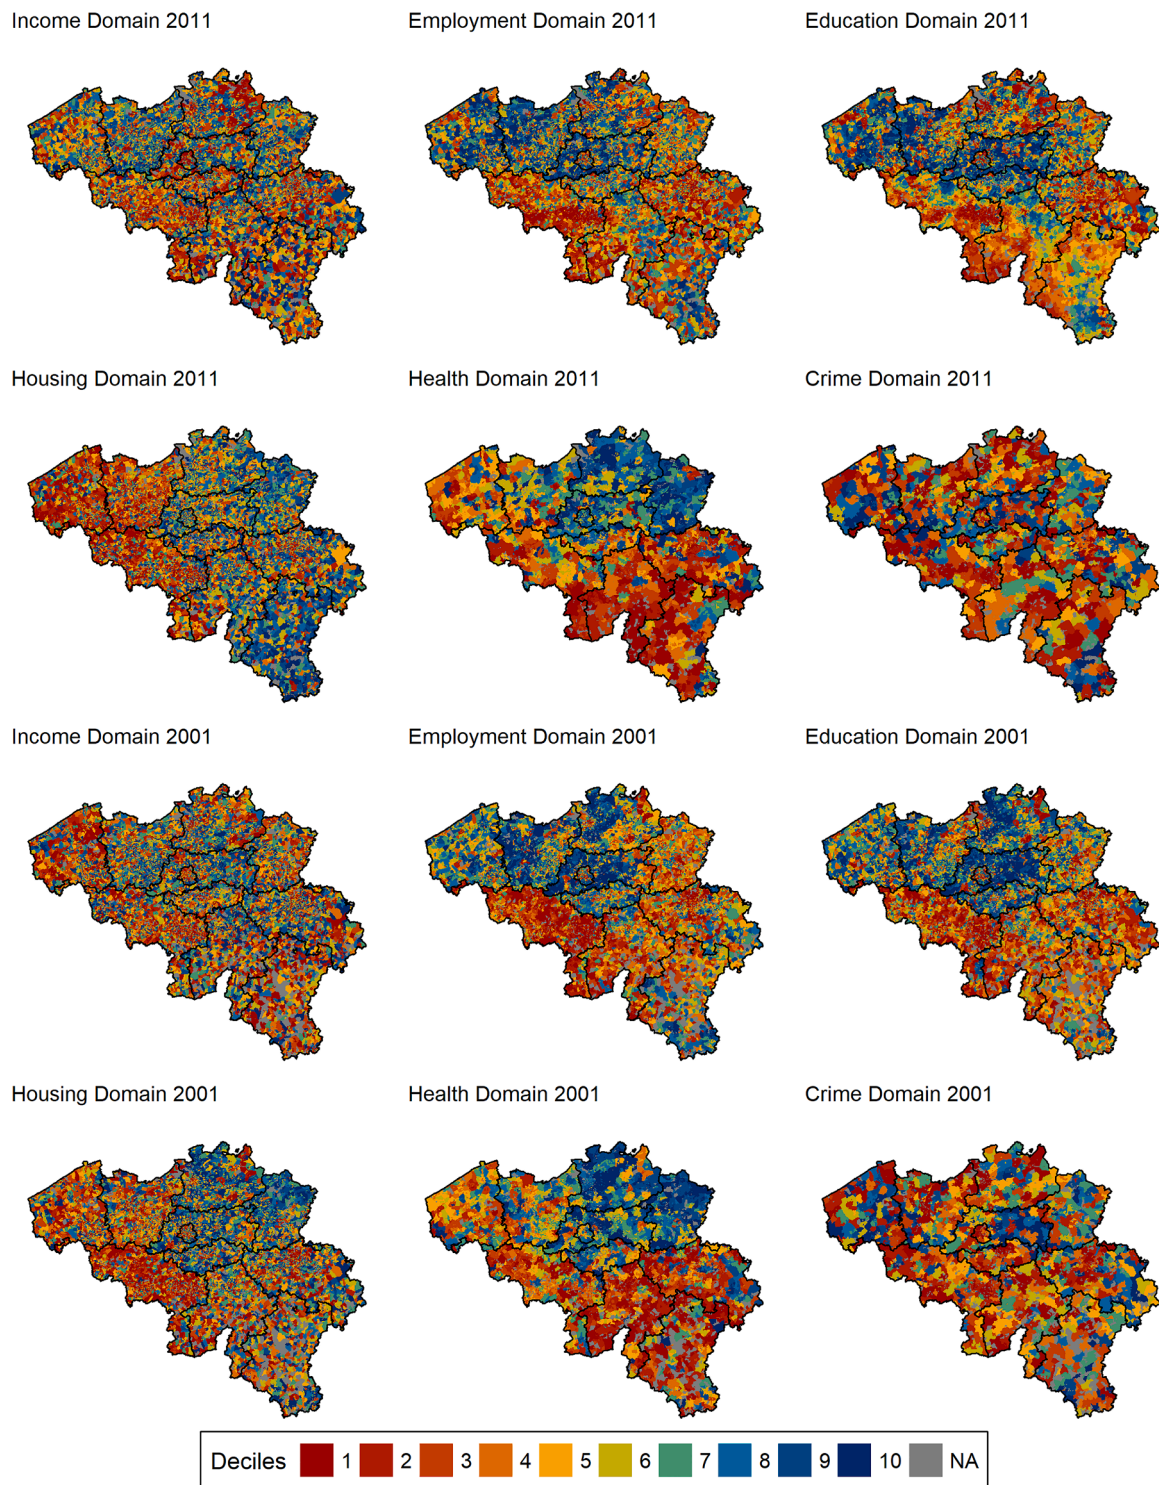 Income Domain 2011
Employment Domain 2011
Education Domain 2011
Housing Domain 2011
Health Domain 2011
Crime Domain 2011
Income Domain 2001
Employment Domain 2001
Education Domain 2001
Housing Domain 2001
Health Domain 2001
Crime Domain 2001
Deciles 1 2 3 4 5 6 7 8 9 10 NA